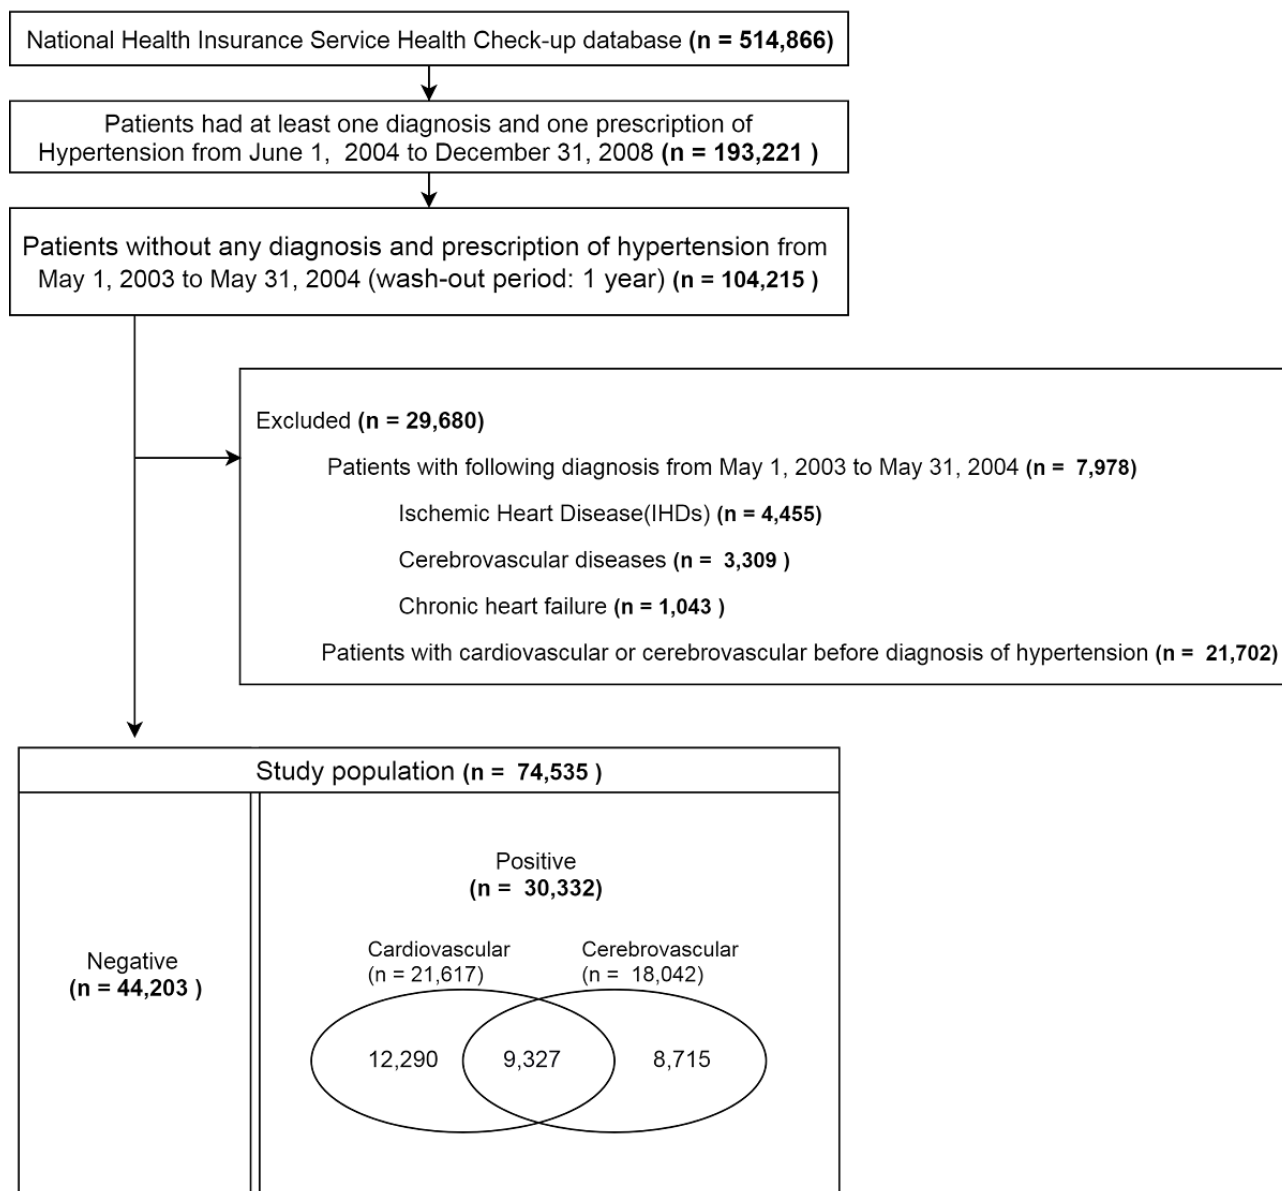 National Health Insurance Service Health Check-up database (n = 514,866)
Patients had at least one diagnosis and one prescription of
Hypertension from June 1, 2004 to December 31, 2008 (n = 193,221 )
Patients without any diagnosis and prescription of hypertension from
May 1, 2003 to May 31, 2004 (wash-out period: 1 year) (n = 104,215 )
Excluded (n = 29,680)
Patients with following diagnosis from May 1, 2003 to May 31, 2004 (n = 7,978)
Ischemic Heart Disease(IHDs) (n = 4,455)
Cerebrovascular diseases (n = 3,309 )
Chronic heart failure (n = 1,043 )
Patients with cardiovascular or cerebrovascular before diagnosis of hypertension (n = 21,702)
Study population (n = 74,535 )
Negative
(n = 44,203 )
Positive
(n = 30,332)
Cardiovascular
(n = 21,617)
Cerebrovascular
(n = 18,042)
12,290
9,327
8,715